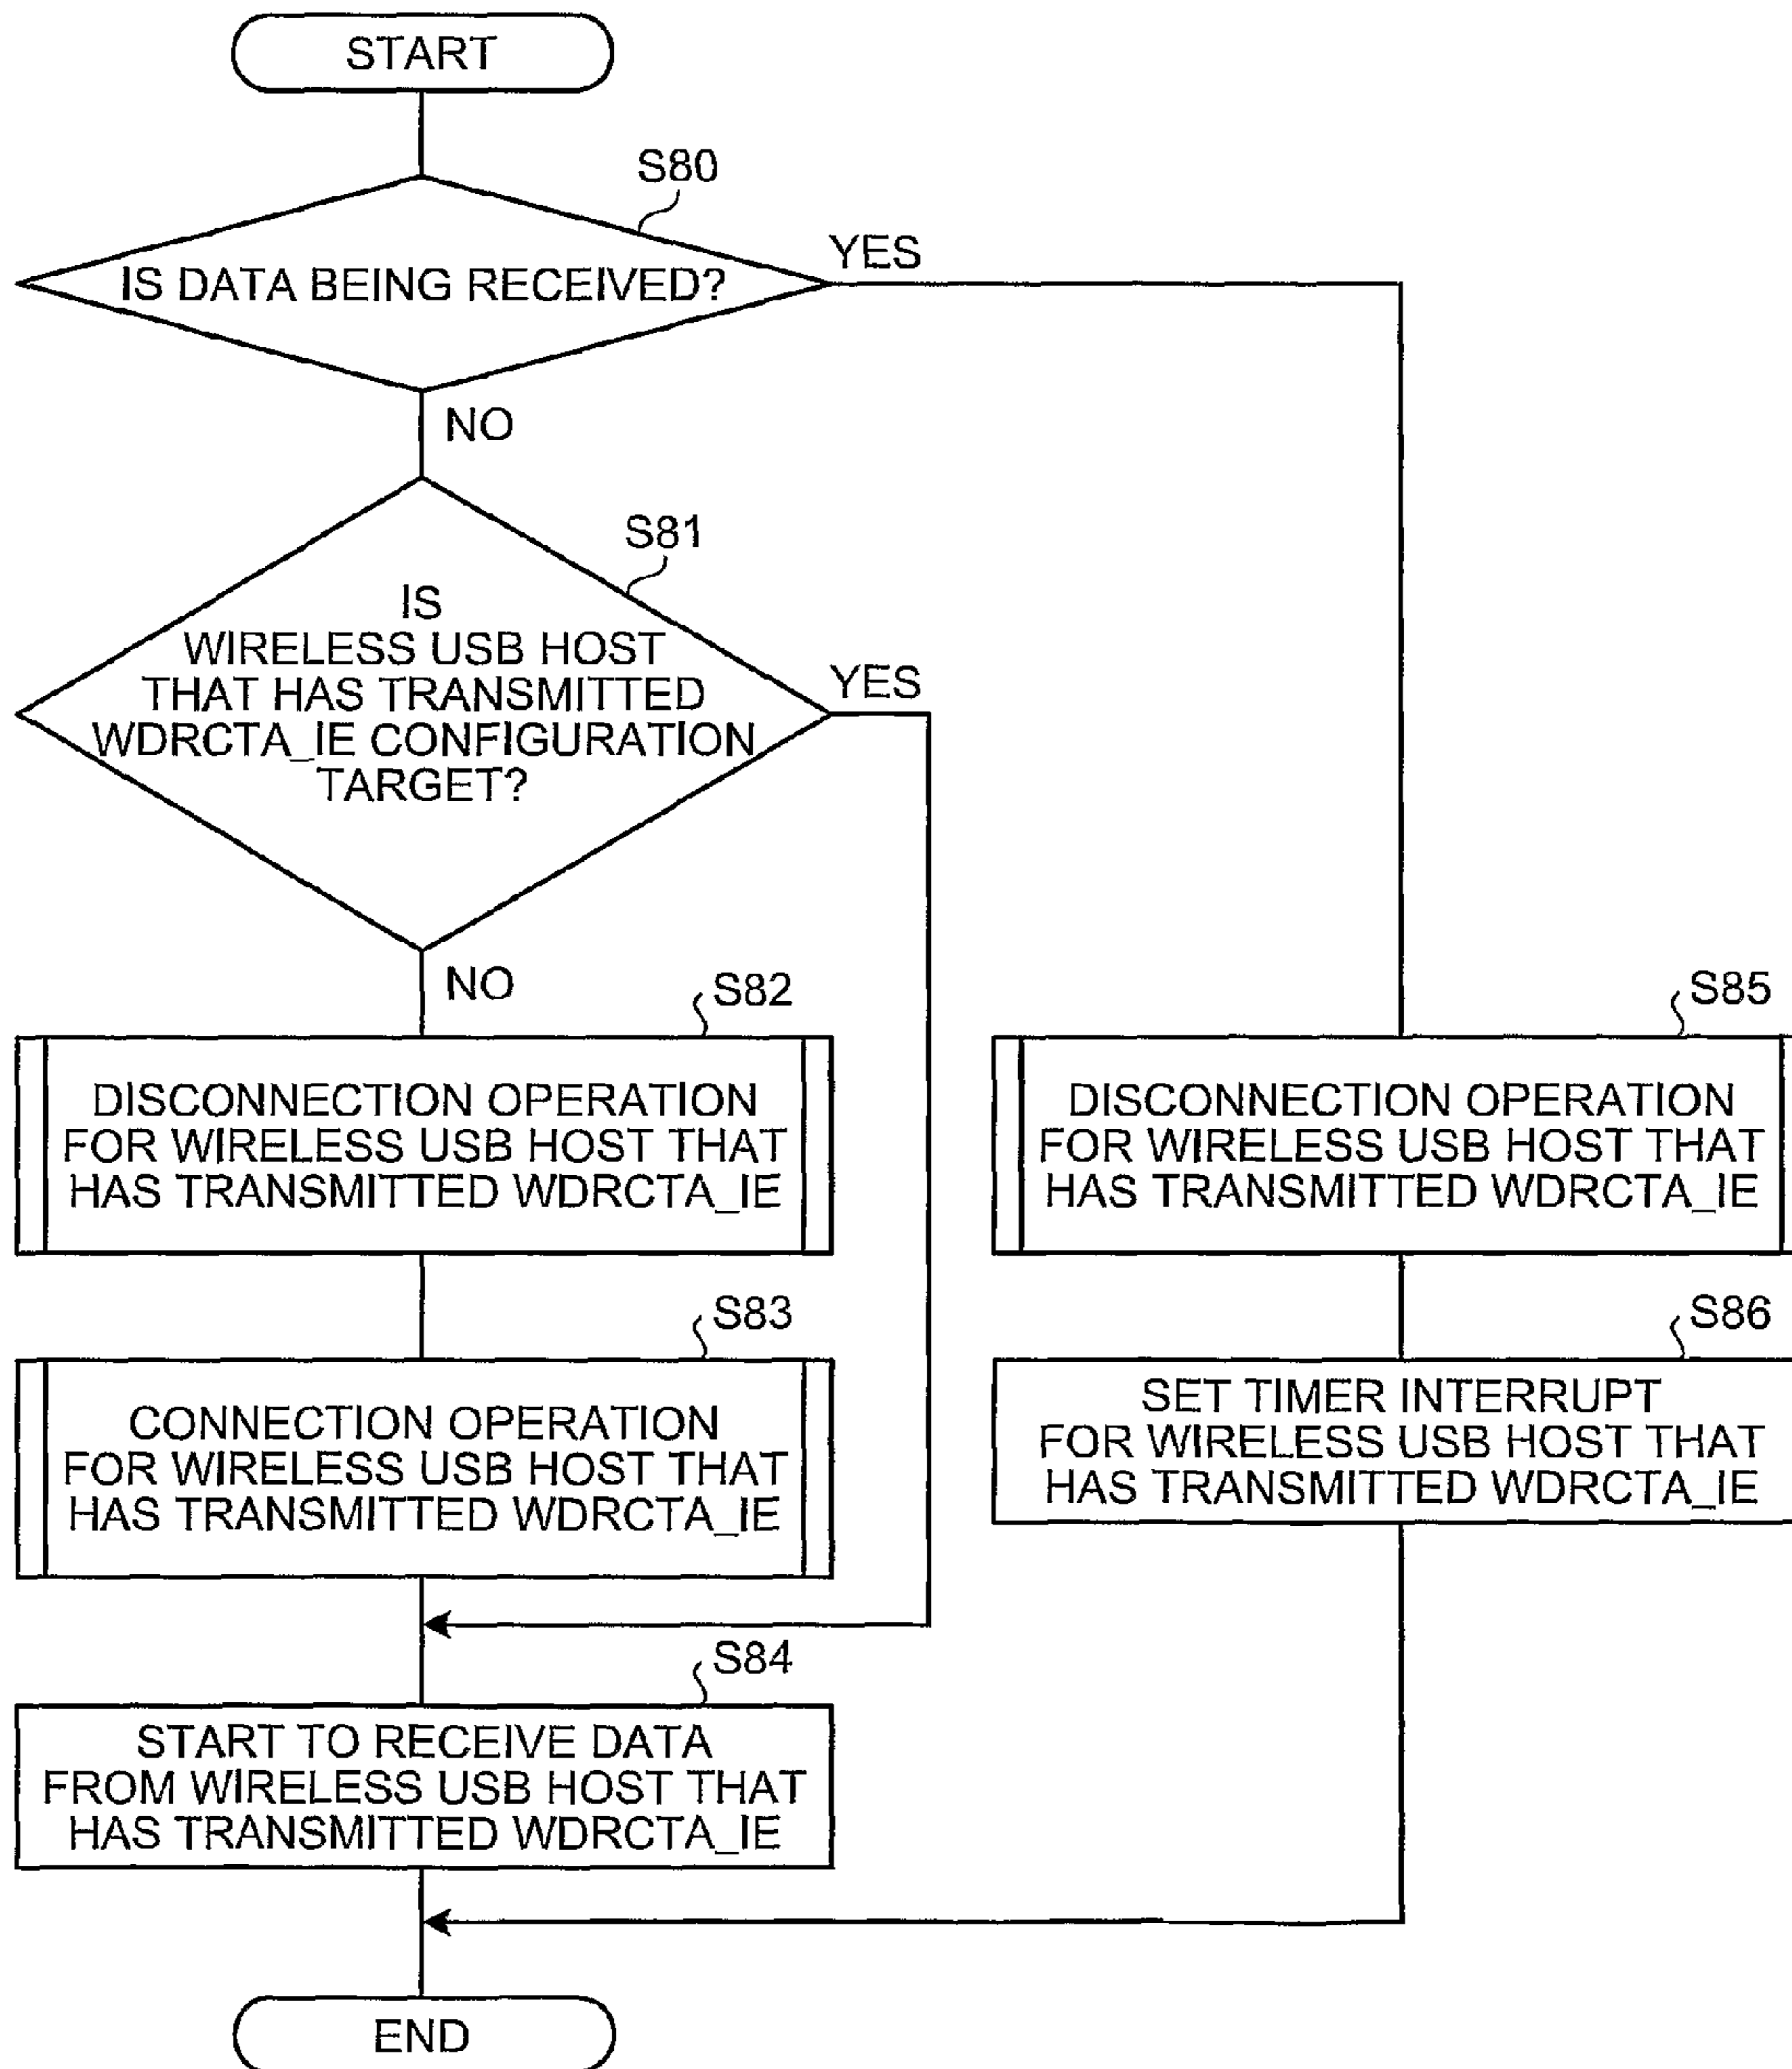 START
S80
IS DATA BEING RECEIVED?
YES
NO
S81
IS
WIRELESS USB HOST
THAT HAS TRANSMITTED
WDRCTA_IE CONFIGURATION
TARGET?
YES
NO
S82
DISCONNECTION OPERATION
FOR WIRELESS USB HOST THAT
HAS TRANSMITTED WDRCTA_IE
S83
CONNECTION OPERATION
FOR WIRELESS USB HOST THAT
HAS TRANSMITTED WDRCTA_IE
S84
START TO RECEIVE DATA
FROM WIRELESS USB HOST THAT
HAS TRANSMITTED WDRCTA_IE
S85
DISCONNECTION OPERATION
FOR WIRELESS USB HOST THAT
HAS TRANSMITTED WDRCTA_IE
S86
SET TIMER INTERRUPT
FOR WIRELESS USB HOST THAT
HAS TRANSMITTED WDRCTA_IE
END